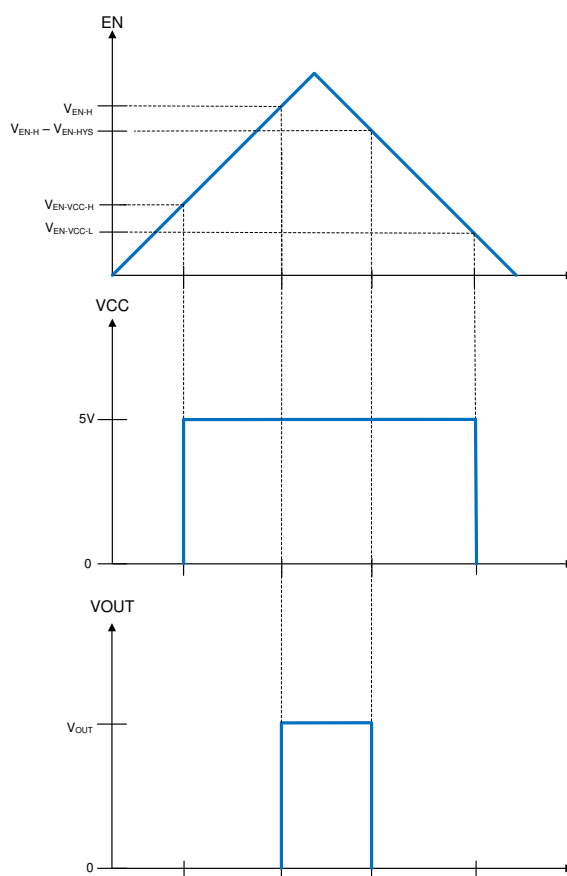 EN
VEN-H
VEN-H – VEN-HYS
VEN-VCC-H
VEN-VCC-L
VCC
5V
0
VOUT
VOUT
0